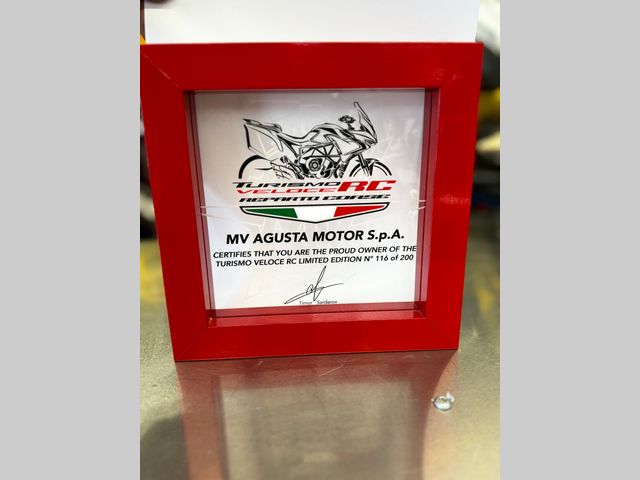 TURISMO
VELOCE RC
REPARTO CORSE
MV AGUSTA MOTOR S.p.A.
CERTIFIES THAT YOU ARE THE PROUD OWNER OF THE
TURISMO VELOCE RC LIMITED EDITION N° 116 of 200
Timur Sardarov